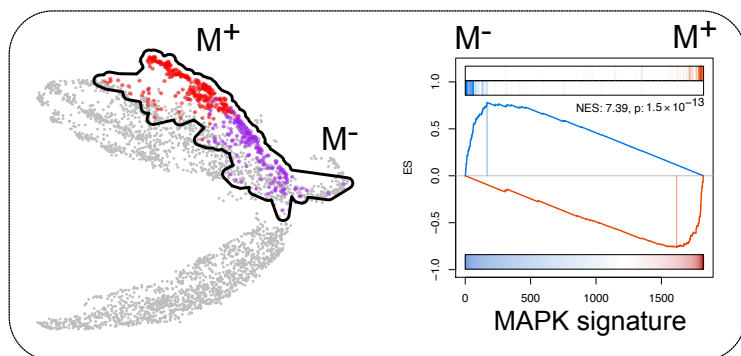 M+
M-
M-
M+
NES: 7.39, p: 1.5 × 10−13
ES
1.0
0.5
0.0
−0.5
−1.0
0
500
1000
1500
MAPK signature